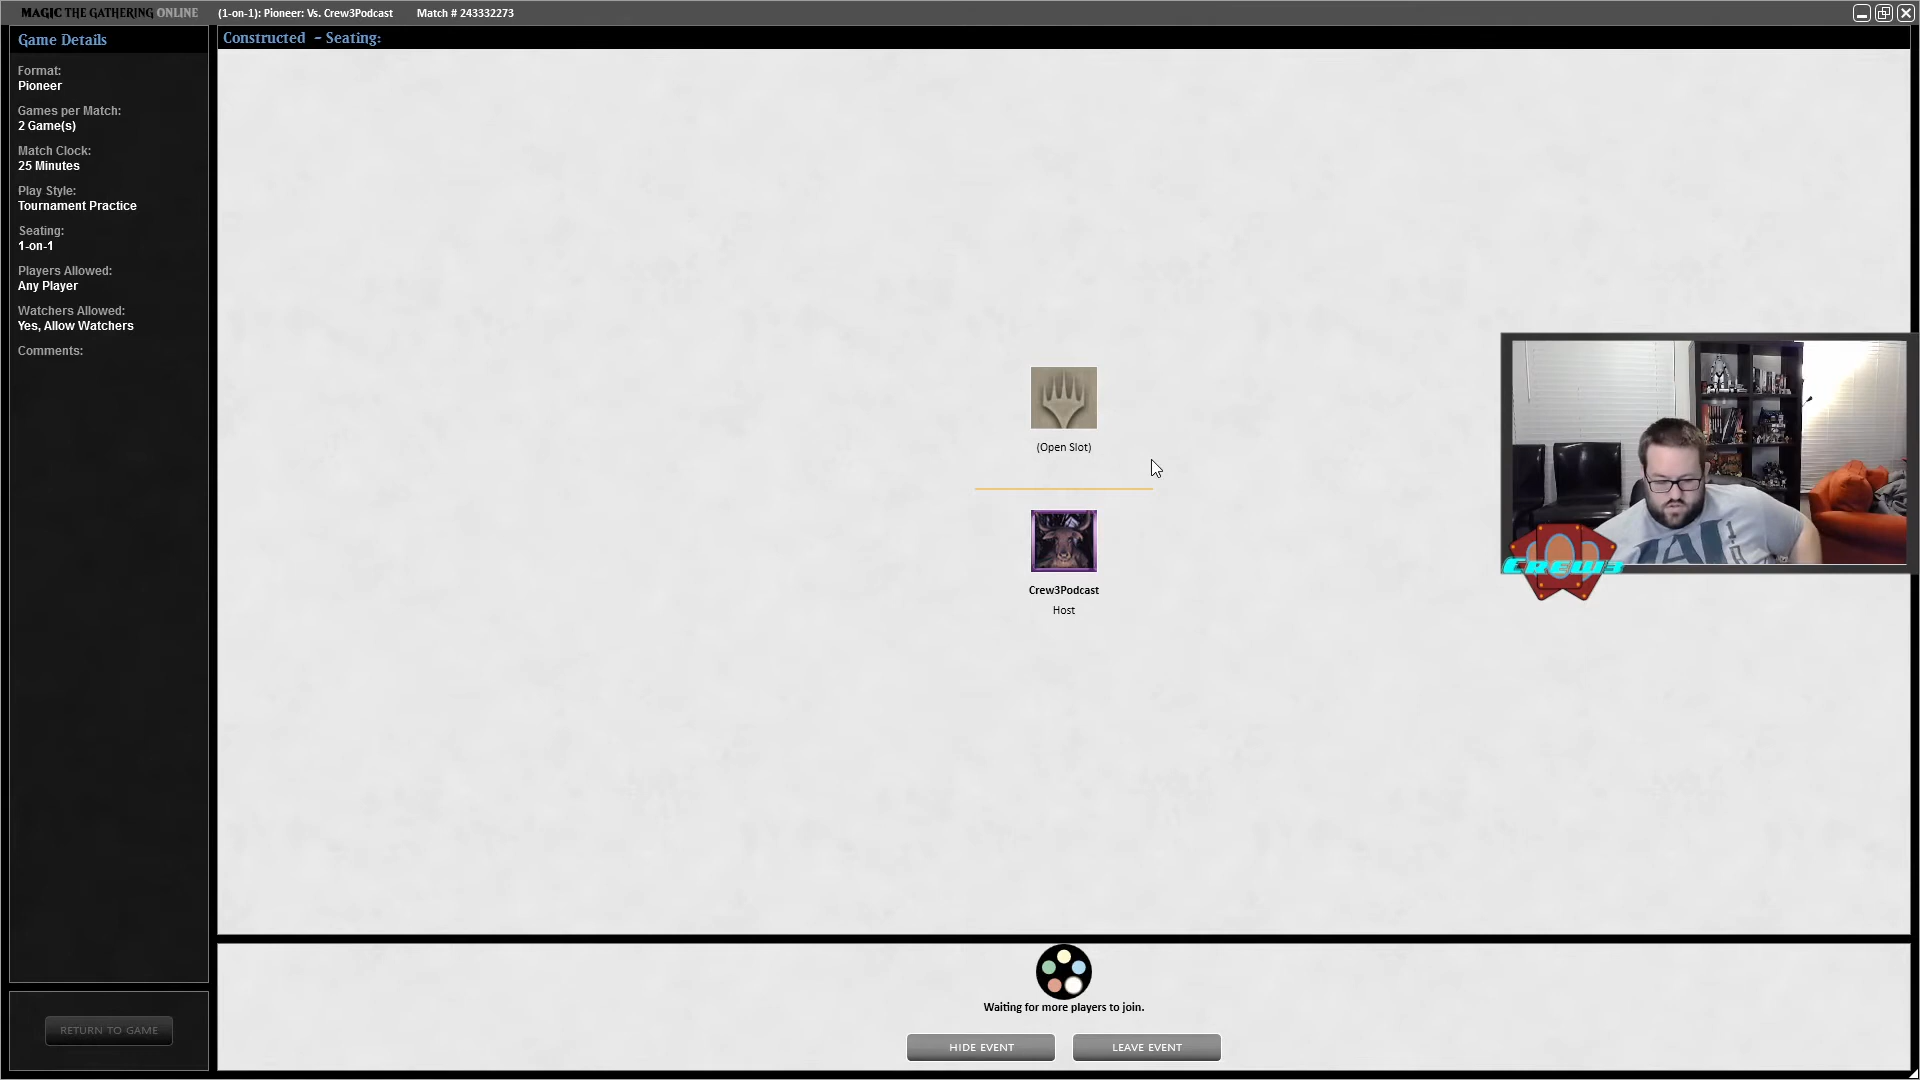 MAGIC THE GATHERING ONLINE
(1-on-1): Pioneer: Vs. Crew3Podcast
Match # 243332273
Game Details
Constructed – Seating:
Format:
Pioneer
Games per Match:
2 Game(s)
Match Clock:
25 Minutes
Play Style:
Tournament Practice
Seating:
1-on-1
Players Allowed:
Any Player
Watchers Allowed:
Yes, Allow Watchers
Comments:
(Open Slot)
Crew3Podcast
Host
CREW3
Waiting for more players to join.
RETURN TO GAME
HIDE EVENT
LEAVE EVENT